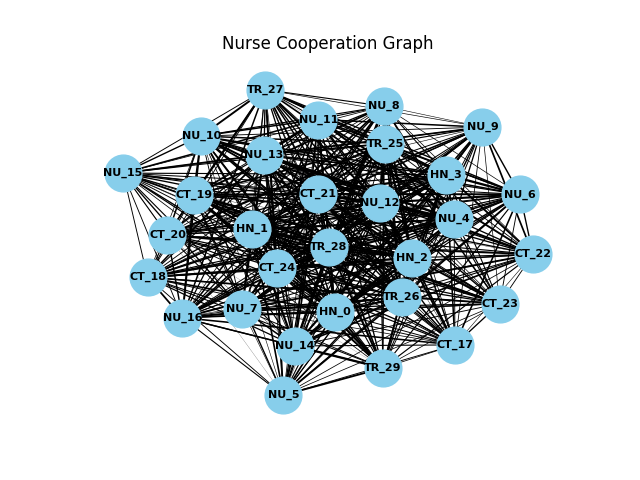 Nurse Cooperation Graph
TR_27
NU_8
NU_11
NU_9
NU_10
TR_25
NU_13
NU_15
HN_3
CT_19
CT_21
NU_6
NU_12
NU_4
HN_1
CT_20
TR_28
CT_22
HN_2
CT_24
CT_18
TR_26
CT_23
NU_7
HN_0
NU_16
NU_14
CT_17
TR_29
NU_5